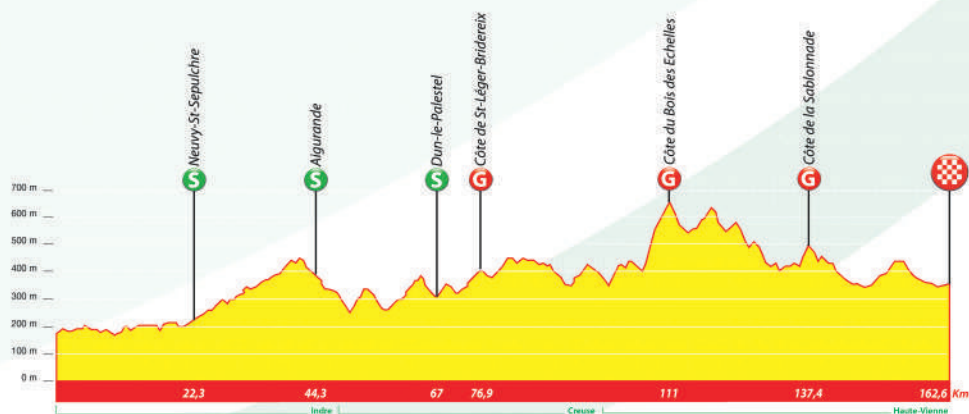 Neuvy-St-Sepulchre
Aigurande
Dun-le-Palestel
Côte de St-Léger-Bridereix
Côte du Bois des Echelles
Côte de la Sablonnade
S
S
S
G
G
G
700 m
600 m
500 m
400 m
300 m
200 m
100 m
0 m
22,3
44,3
67
76,9
111
137,4
162,6 Km
Indre
Creuse
Haute-Vienne